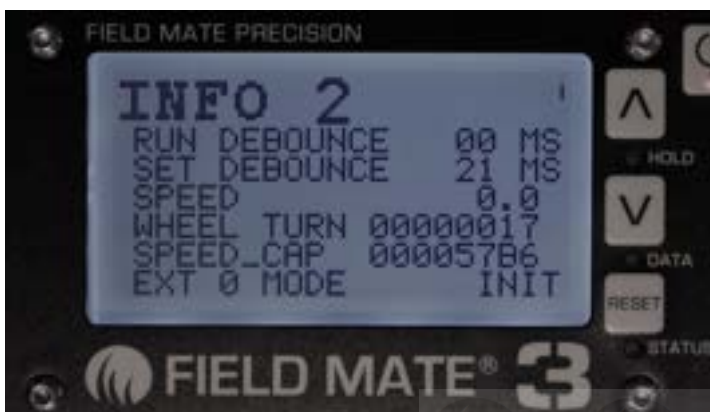 FIELD MATE PRECISION
INFO 2
RUN DEBOUNCE 00 MS
SET DEBOUNCE 21 MS
SPEED 0.0
WHEEL TURN 00000017
SPEED_CAP 000057B6
EXT 0 MODE INIT
HOLD
DATA
RESET
STATUS
FIELD MATE® 3